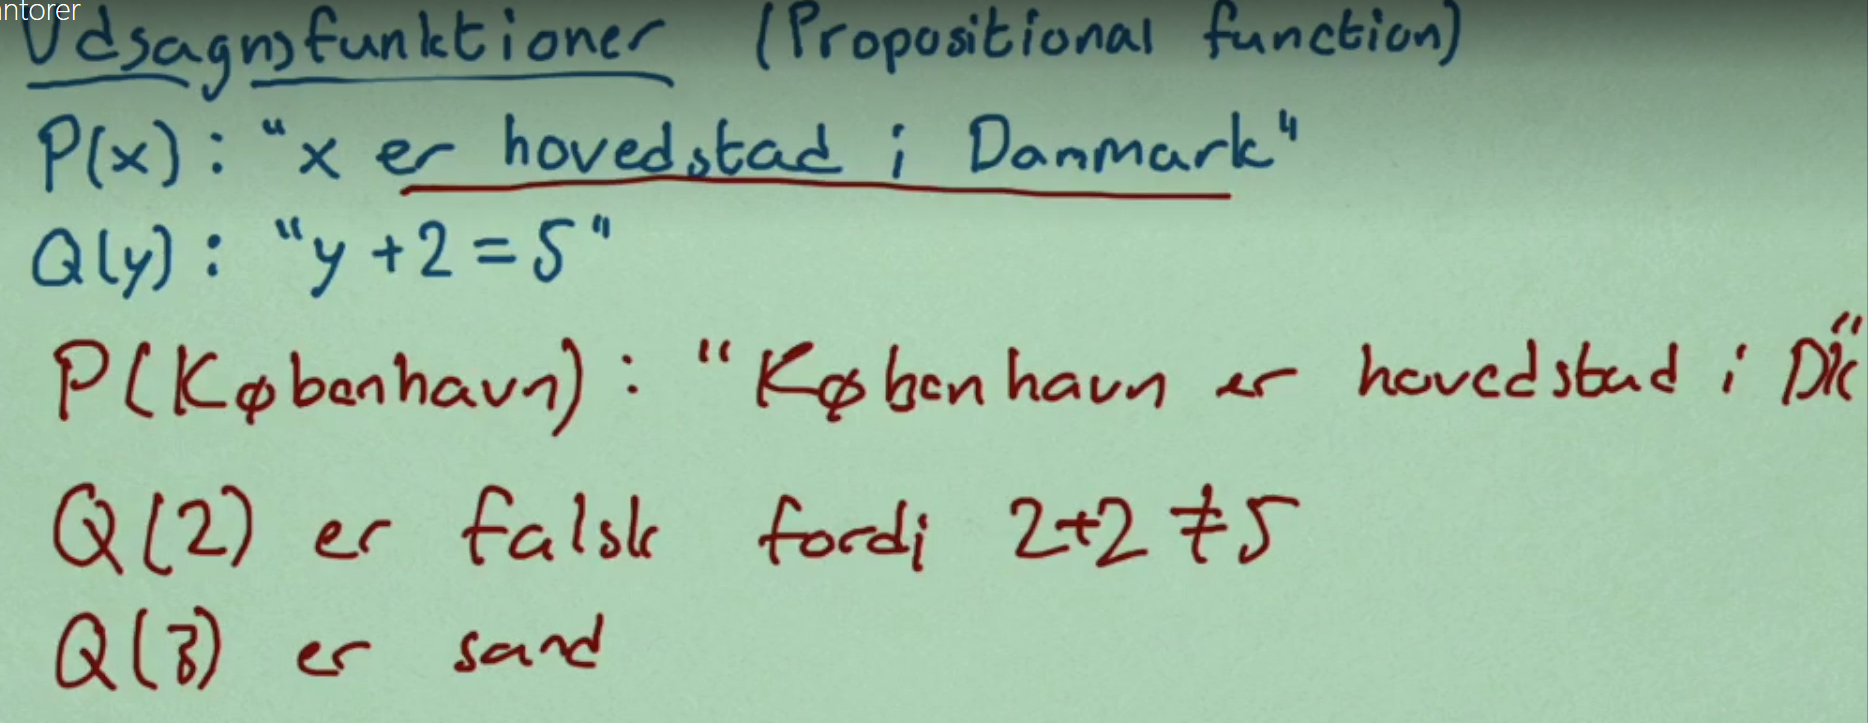 ntorer
Udsagnsfunktioner (Propositional function)
P(x) : "x er hovedstad i Danmark"
Q(y) : "y + 2 = 5"
P(København) : "København er hovedstad i DK"
Q(2) er falsk fordi 2+2 ≠ 5
Q(3) er sand